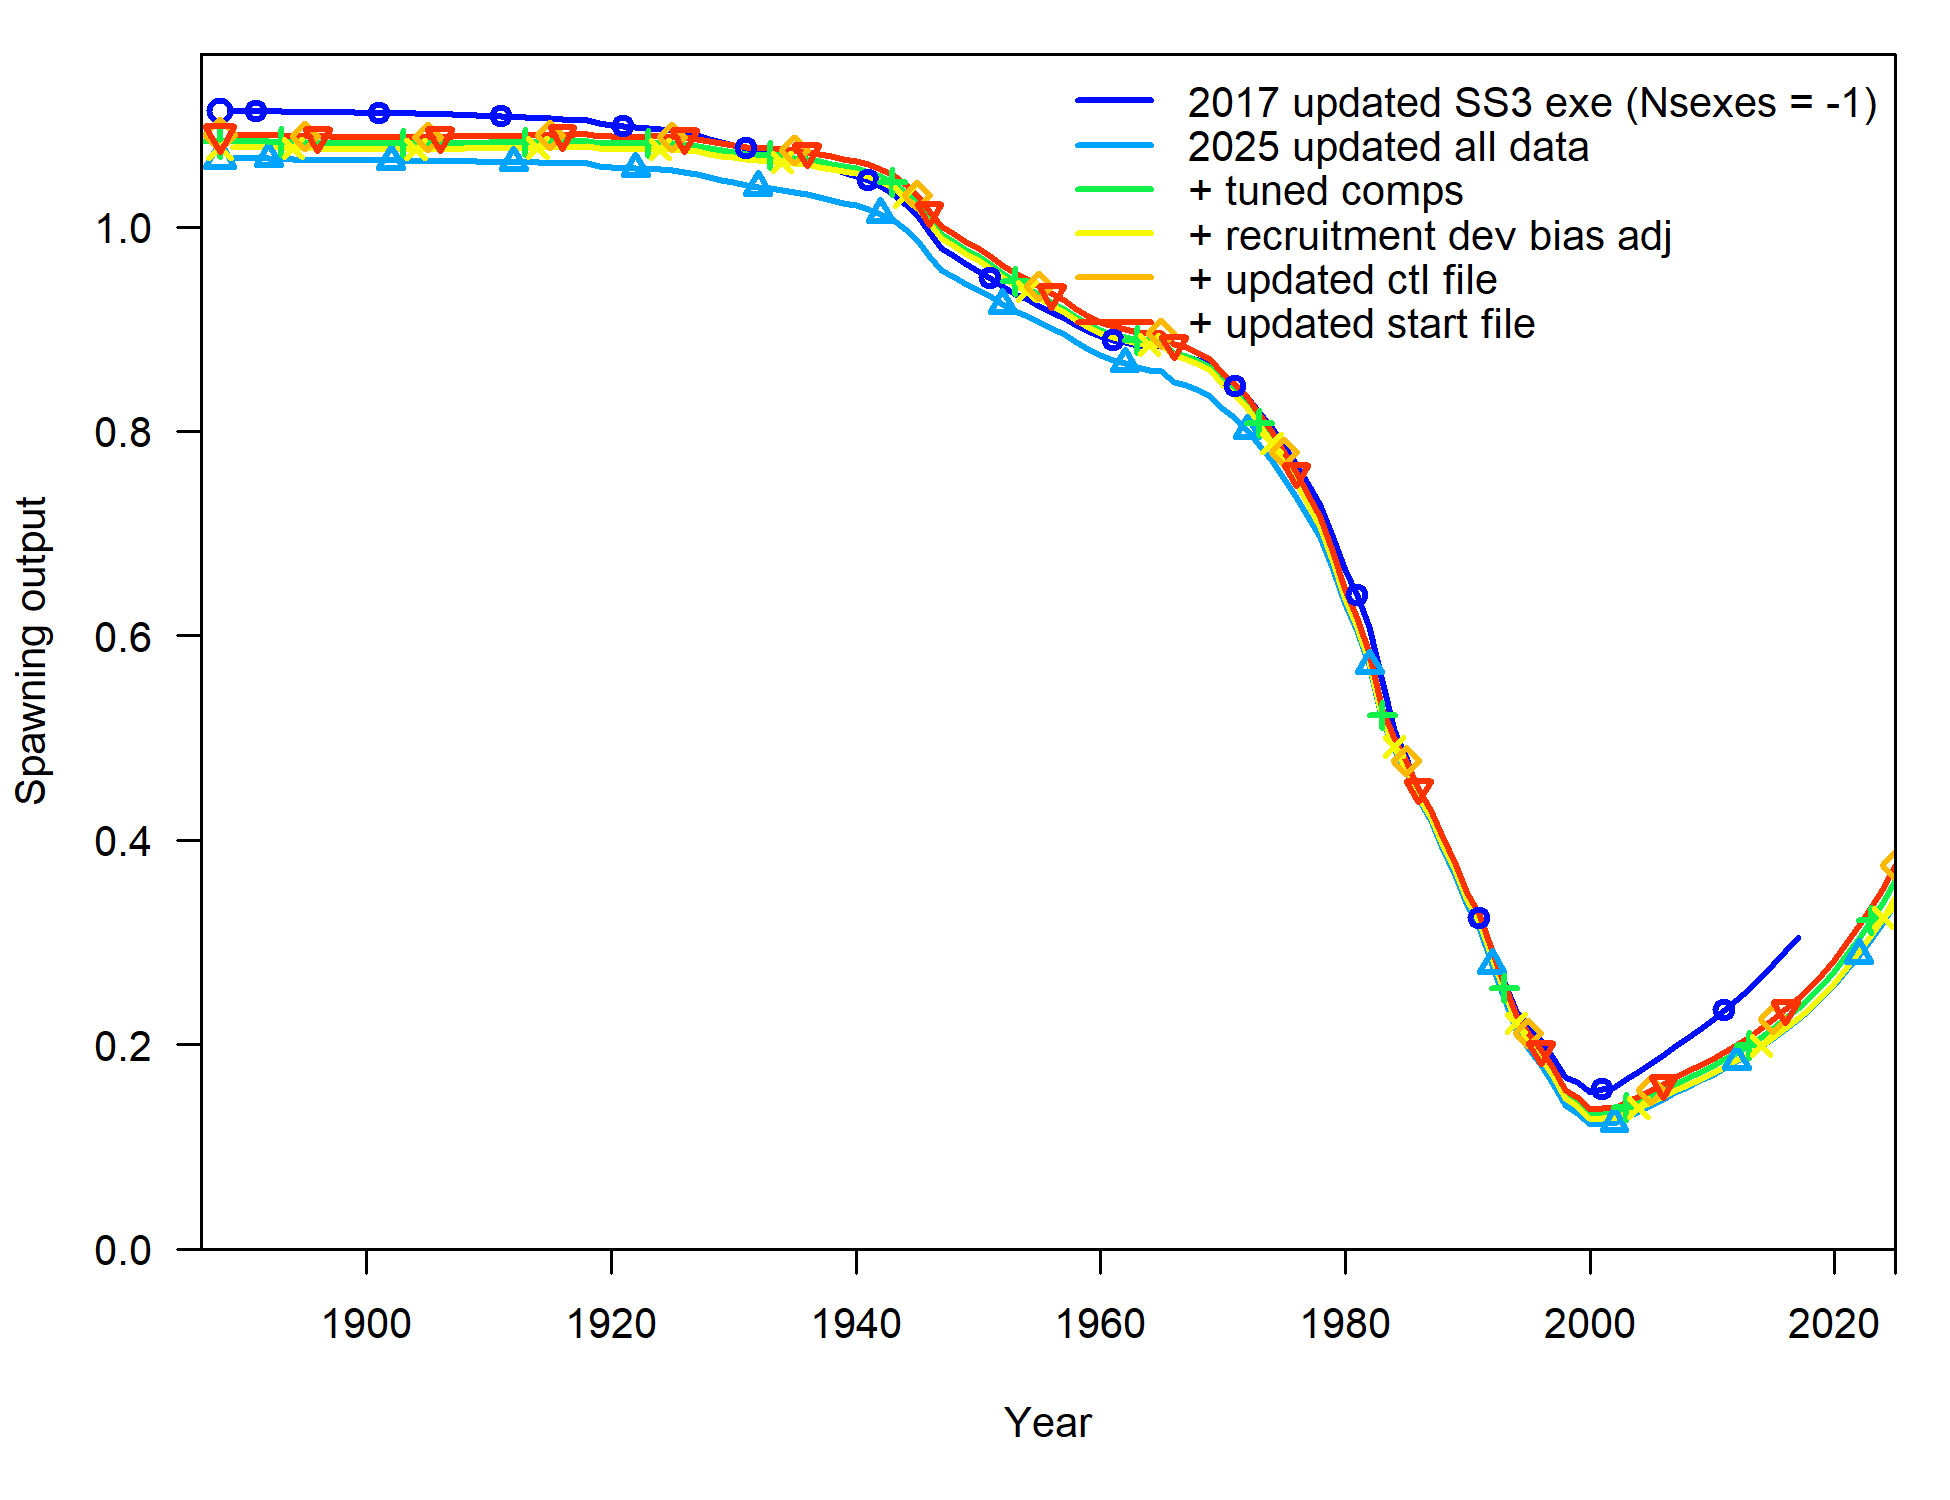 2017 updated SS3 exe (Nsexes = -1)
2025 updated all data
+ tuned comps
+ recruitment dev bias adj
+ updated ctl file
+ updated start file
Spawning output
1.0
0.8
0.6
0.4
0.2
0.0
1900 1920 1940 1960 1980 2000 2020
Year